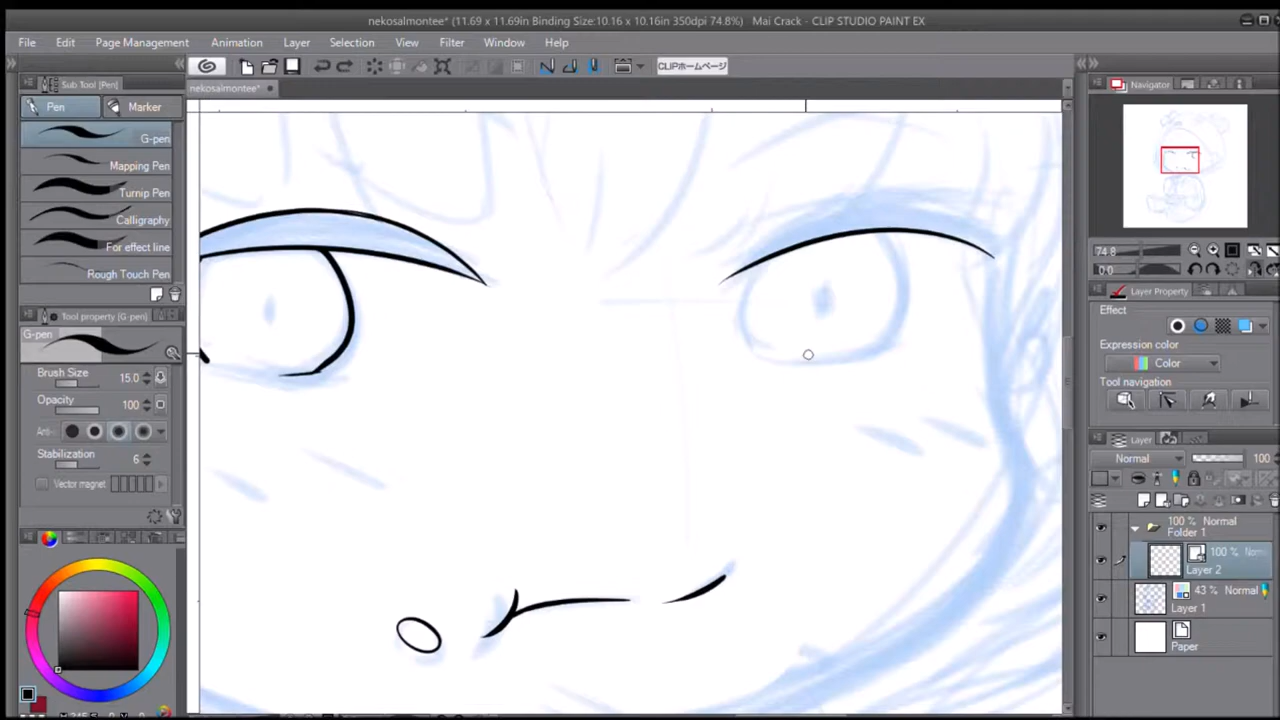 nekosalmontee* (11.69 x 11.69in Binding Size:10.16 x 10.16in 350dpi 74.8%) Mai Crack - CLIP STUDIO PAINT EX
File Edit Page Management Animation Layer Selection View Filter Window Help
CLIPホームページ
nekosalmontee*
Sub Tool [Pen]
Pen Marker
G-pen
Mapping Pen
Turnip Pen
Calligraphy
For effect line
Rough Touch Pen
Tool property (G-pen)
G-pen
Brush Size 15.0
Opacity 100
Anti-
Stabilization 6
Vector magnet
Navigator
74.8
0.0
Layer Property
Effect
Expression color
Color
Tool navigation
Layer
Normal 100
100 % Normal
Folder 1
100 % Norm
Layer 2
43 % Normal
Layer 1
Paper